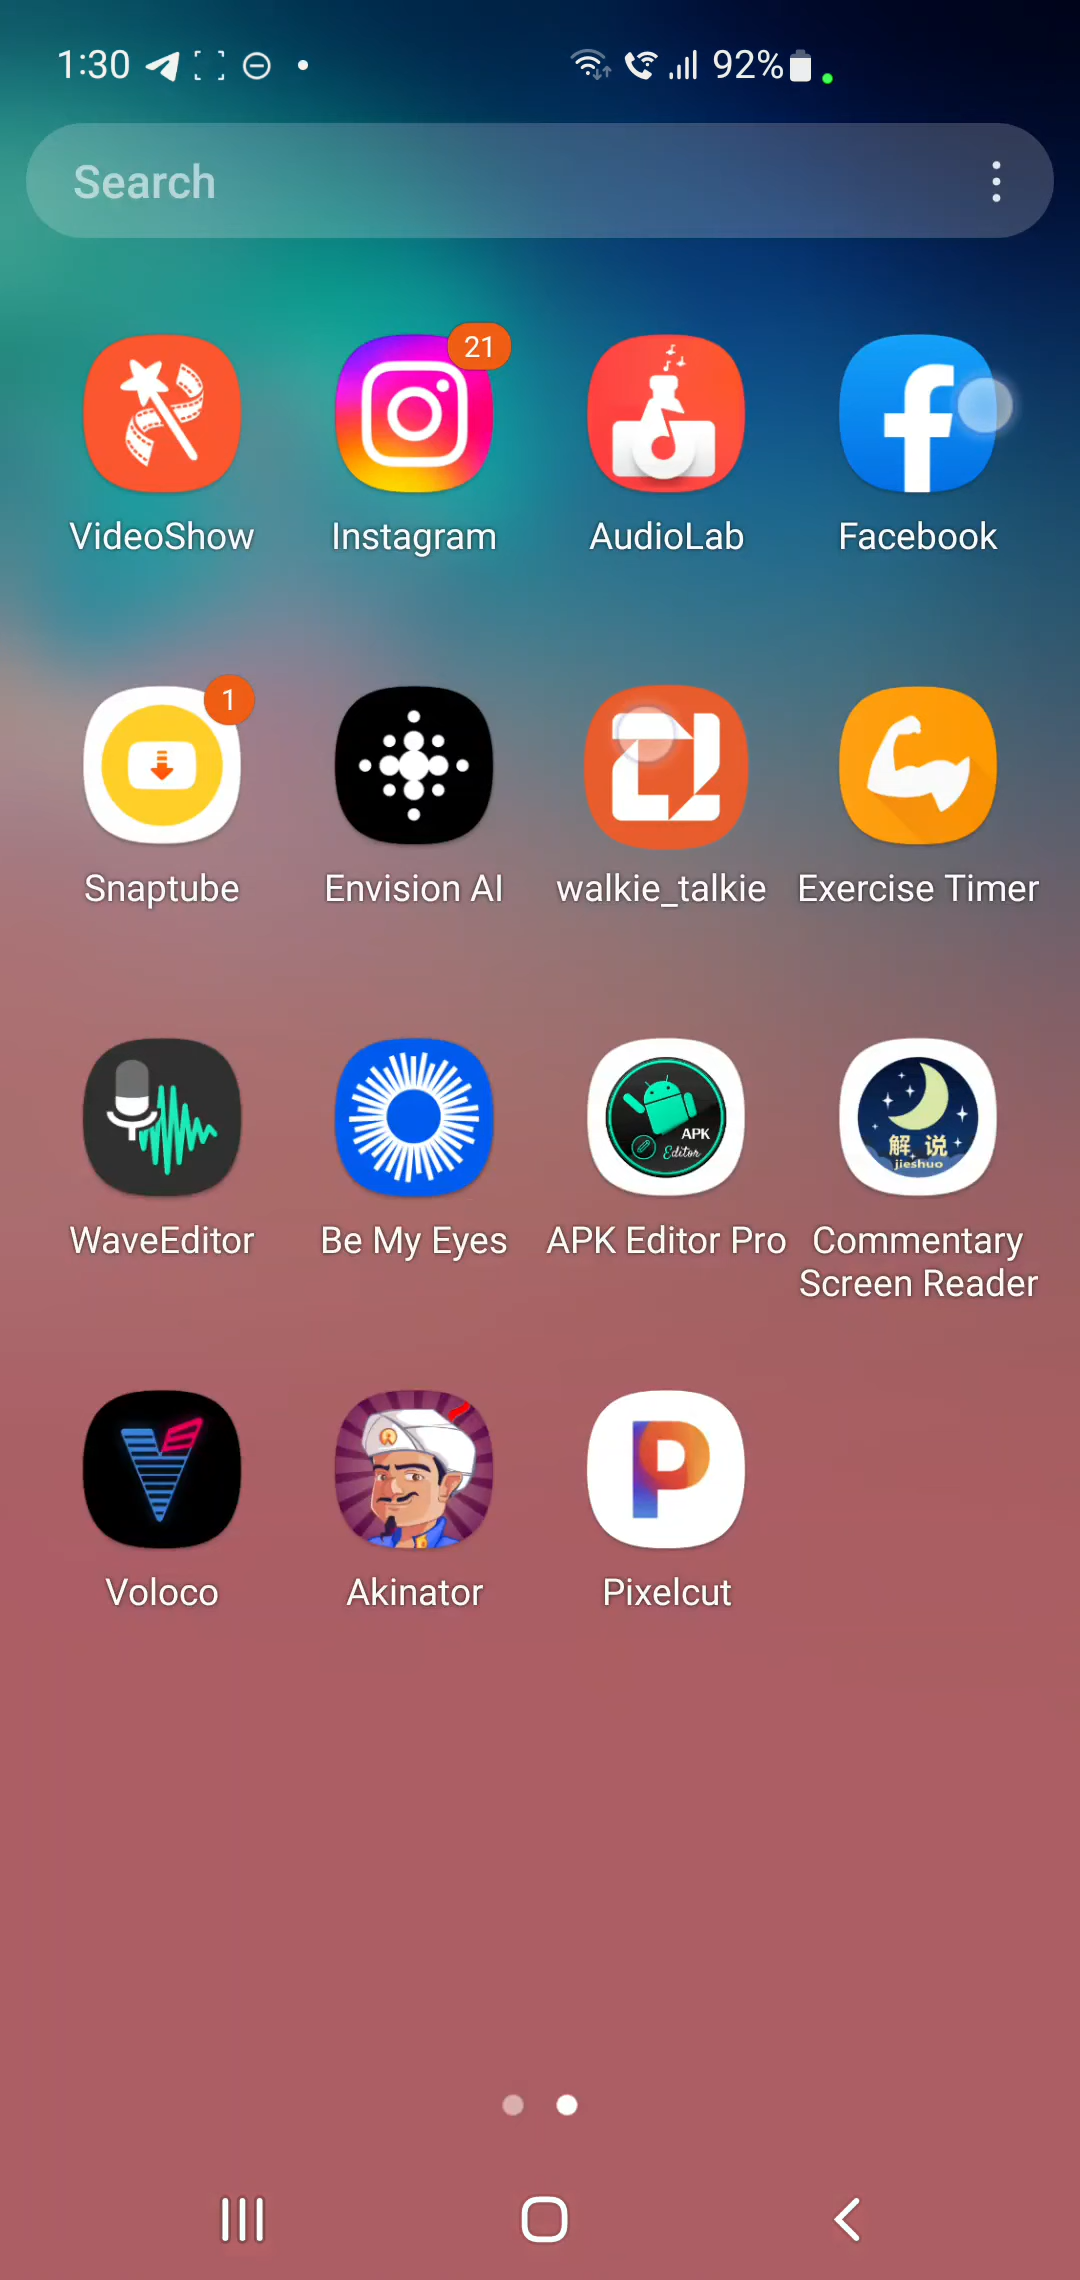 1:30
92%
Search
21
VideoShow
Instagram
AudioLab
Facebook
1
Snaptube
Envision AI
walkie_talkie
Exercise Timer
APK
Editor
解 说
jieshuo
WaveEditor
Be My Eyes
APK Editor Pro
Commentary
Screen Reader
Voloco
Akinator
Pixelcut